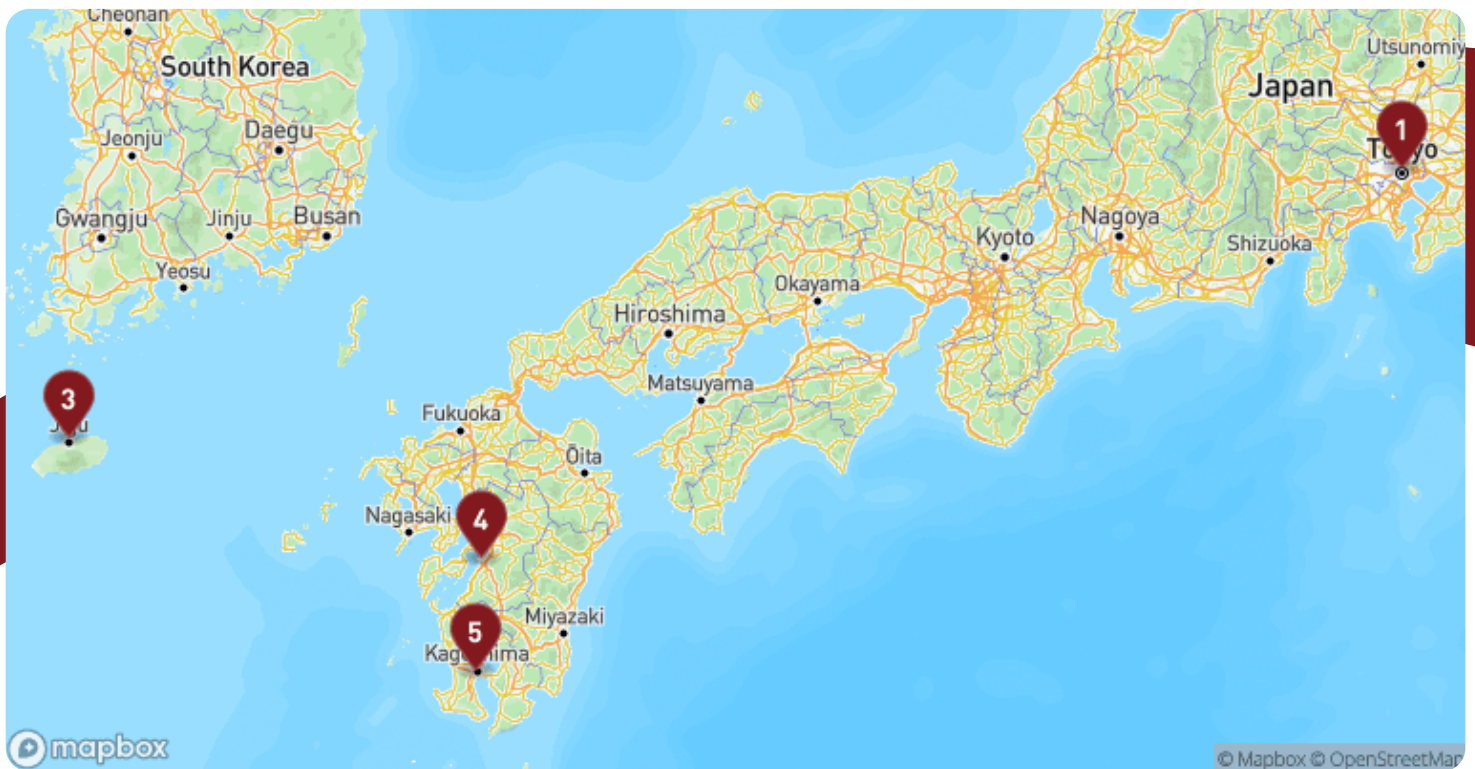 Cheonan
South Korea
Utsunomiy
Japan
1
Daegu
Jeonju
Gwangju
Jinju
Busan
Nagoya
Kyoto
Shizuoka
Yeosu
Okayama
Hiroshima
3
Matsuyama
Fukuoka
Ōita
Nagasaki
4
Miyazaki
5
mapbox
© Mapbox © OpenStreetMap